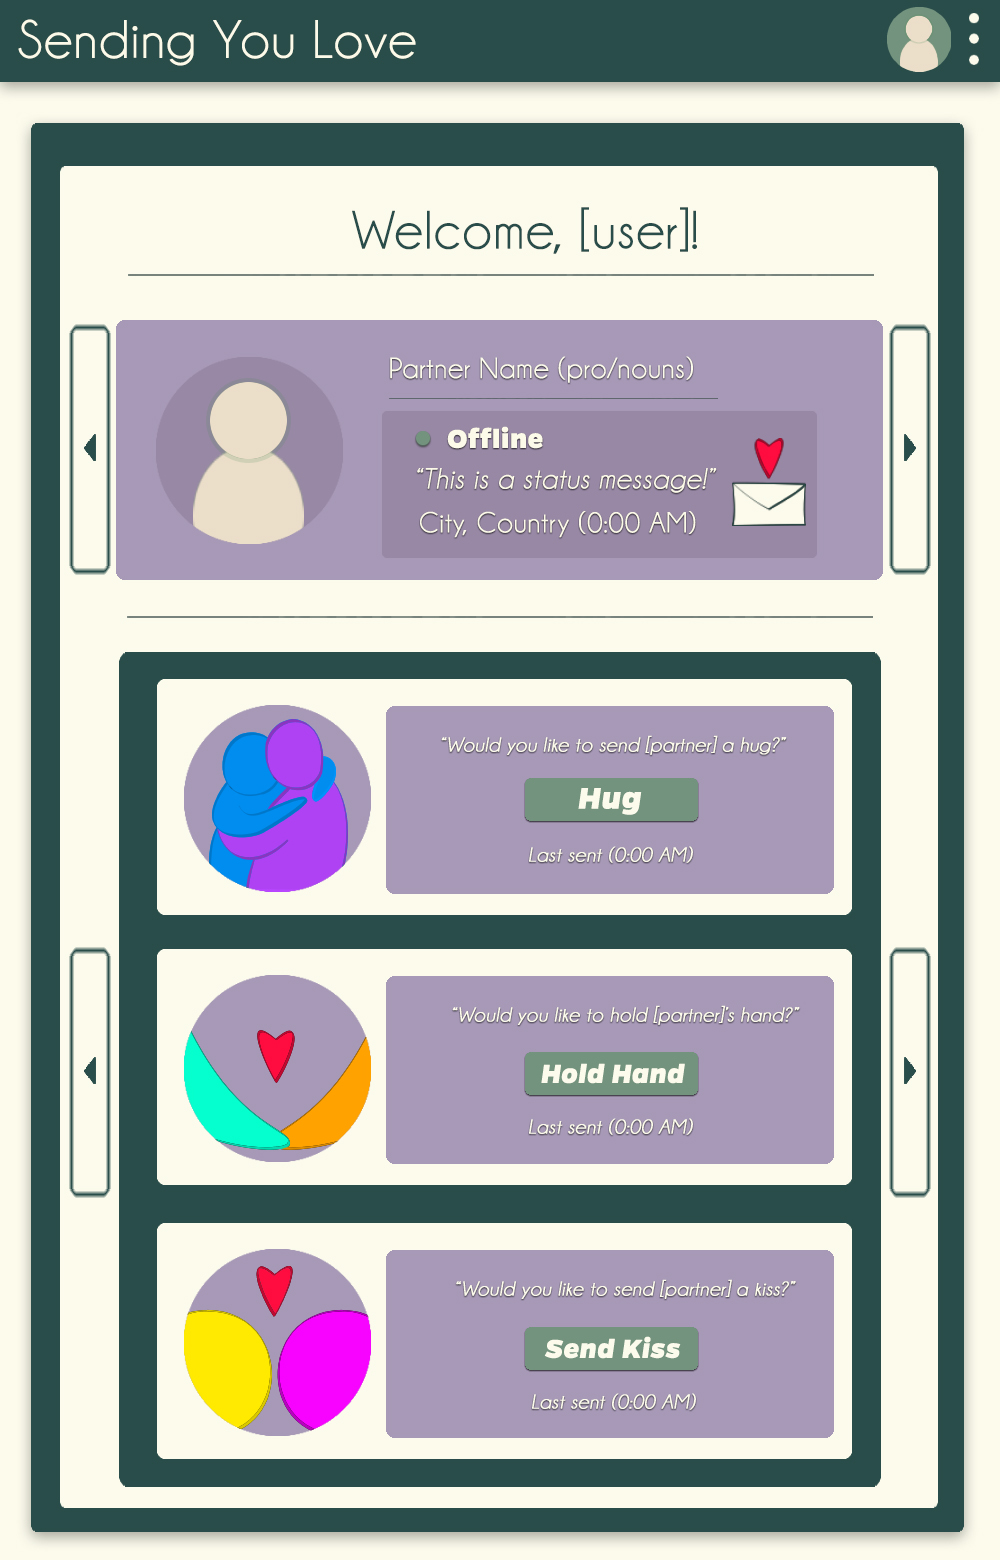 Sending You Love
Welcome, [user]!
Partner Name (pro/nouns)
Offline
“This is a status message!”
City, Country (0:00 AM)
“Would you like to send [partner] a hug?”
Hug
Last sent (0:00 AM)
“Would you like to hold [partner]'s hand?”
Hold Hand
Last sent (0:00 AM)
“Would you like to send [partner] a kiss?”
Send Kiss
Last sent (0:00 AM)